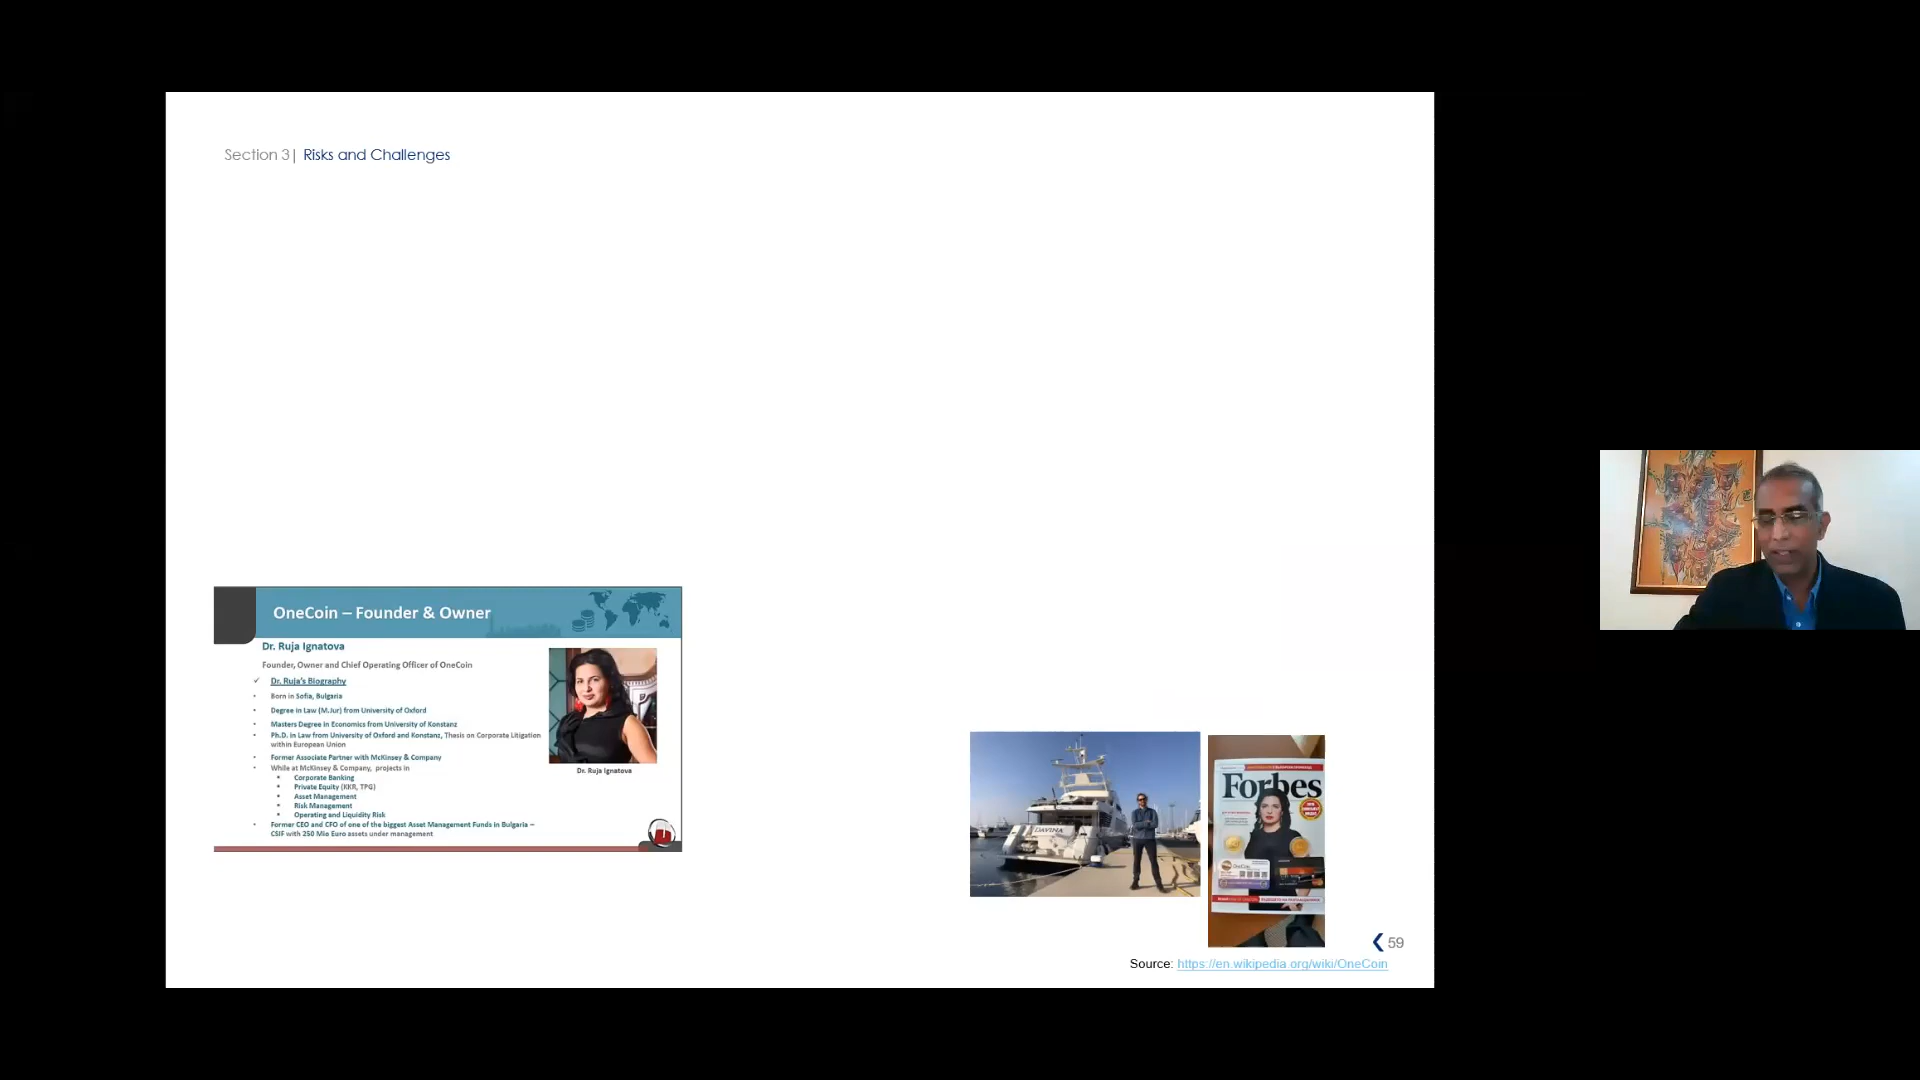 Section 3| Risks and Challenges
OneCoin – Founder & Owner
Dr. Ruja Ignatova
Founder, Owner and Chief Operating Officer of OneCoin
✓ Dr. Ruja's Biography
• Born in Sofia, Bulgaria
• Degree in Law (M.Jur) from University of Oxford
• Masters Degree in Economics from University of Konstanz
• Ph.D. in Law from University of Oxford and Konstanz, Thesis on Corporate Litigation
within European Union
• Former Associate Partner with McKinsey & Company
• While at McKinsey & Company, projects in
• Corporate Banking
• Private Equity (KKR, TPG)
• Asset Management
• Risk Management
• Operating and Liquidity Risk
• Former CEO and CFO of one of the biggest Asset Management Funds in Bulgaria –
CSIF with 250 Mio Euro assets under management
Dr. Ruja Ignatova
DAVINA
Forbes
OneCoin
59
Source: https://en.wikipedia.org/wiki/OneCoin